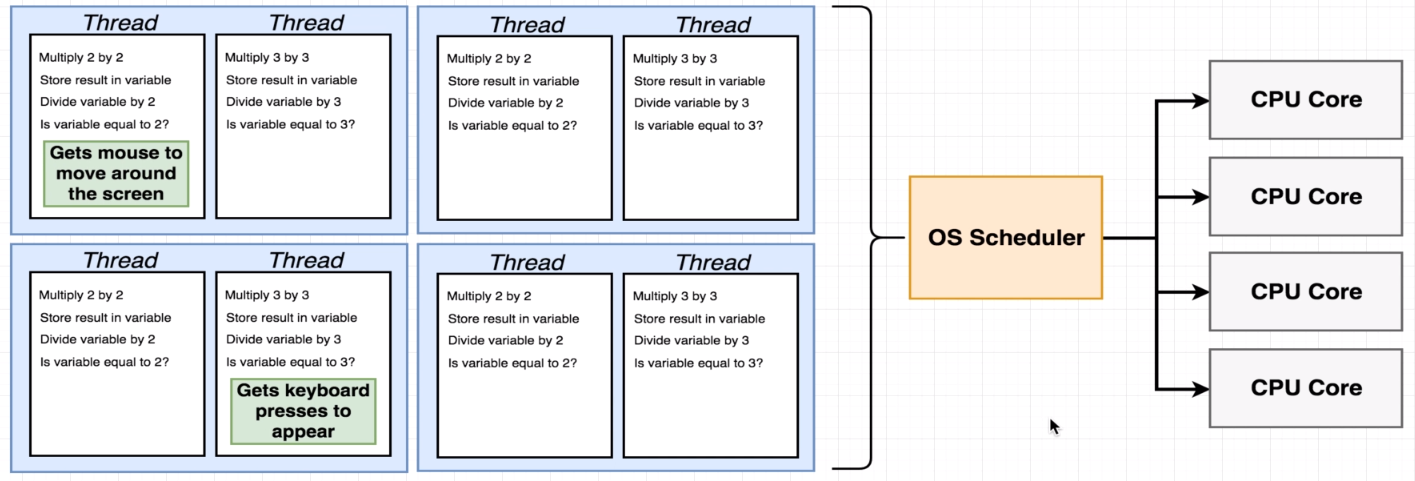 Thread
Multiply 2 by 2
Store result in variable
Divide variable by 2
Is variable equal to 2?
Gets mouse to
move around
the screen
Thread
Multiply 3 by 3
Store result in variable
Divide variable by 3
Is variable equal to 3?
Thread
Multiply 2 by 2
Store result in variable
Divide variable by 2
Is variable equal to 2?
Thread
Multiply 3 by 3
Store result in variable
Divide variable by 3
Is variable equal to 3?
Thread
Multiply 2 by 2
Store result in variable
Divide variable by 2
Is variable equal to 2?
Thread
Multiply 3 by 3
Store result in variable
Divide variable by 3
Is variable equal to 3?
Gets keyboard
presses to
appear
Thread
Multiply 2 by 2
Store result in variable
Divide variable by 2
Is variable equal to 2?
Thread
Multiply 3 by 3
Store result in variable
Divide variable by 3
Is variable equal to 3?
OS Scheduler
CPU Core
CPU Core
CPU Core
CPU Core